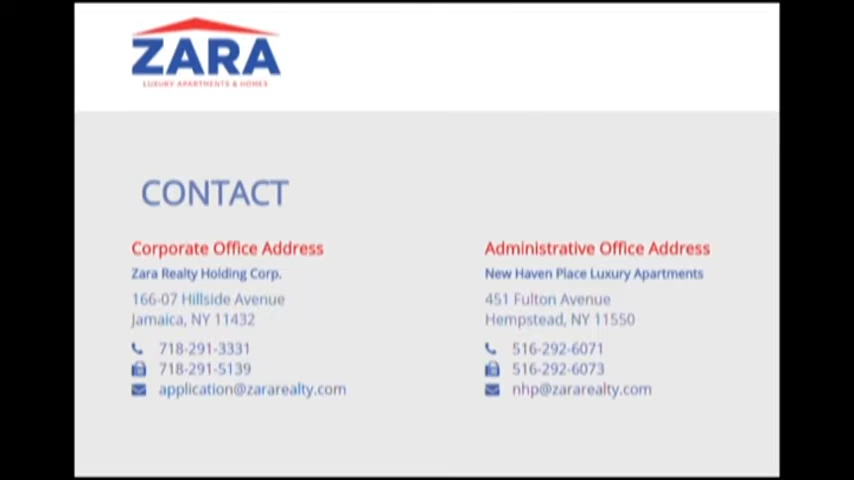 ZARA
LUXURY APARTMENTS & HOMES
CONTACT
Corporate Office Address
Zara Realty Holding Corp.
166-07 Hillside Avenue
Jamaica, NY 11432
718-291-3331
718-291-5139
application@zararealty.com
Administrative Office Address
New Haven Place Luxury Apartments
451 Fulton Avenue
Hempstead, NY 11550
516-292-6071
516-292-6073
nhp@zararealty.com